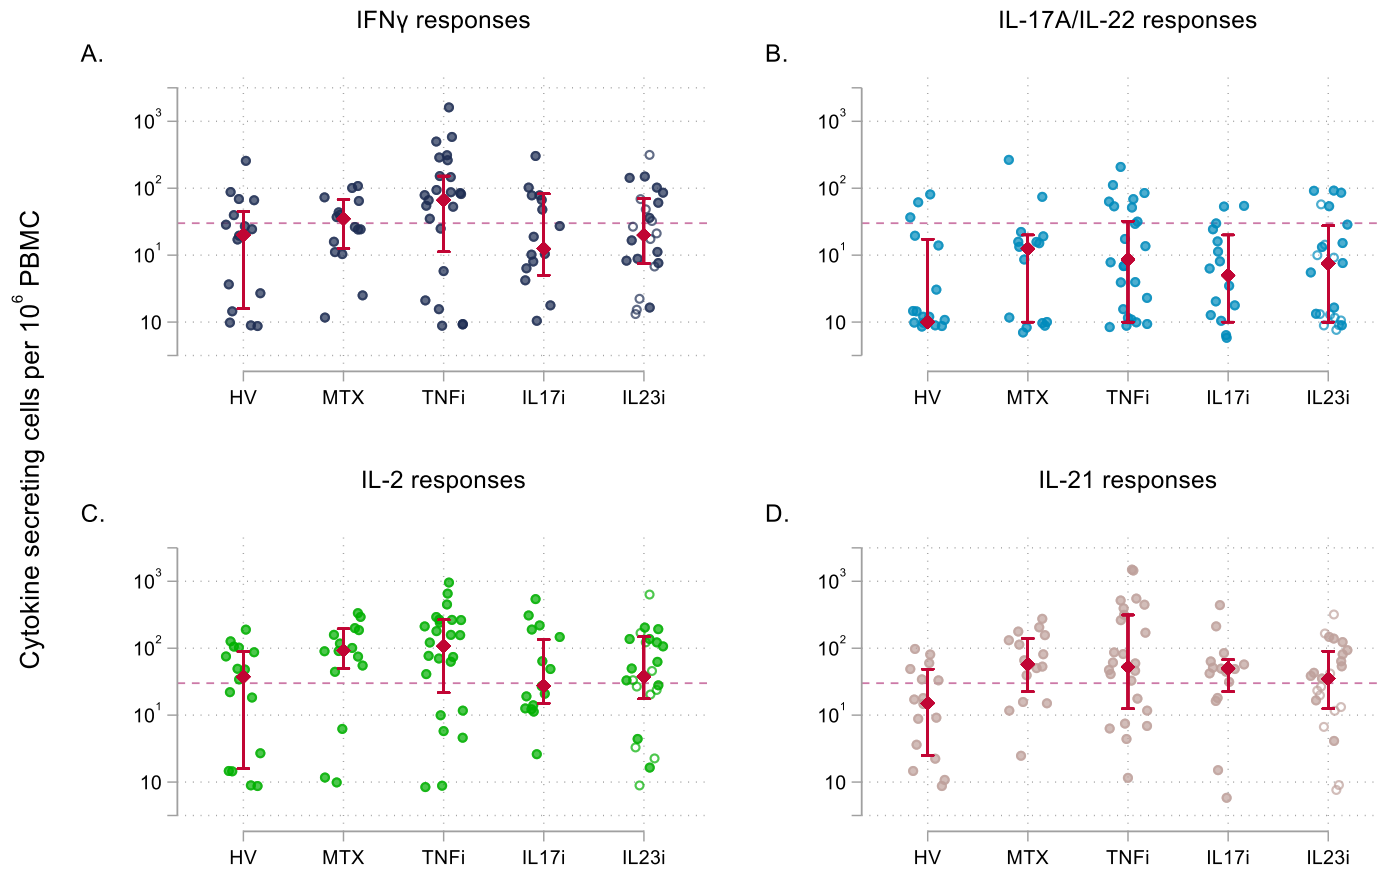 IFNγ responses
IL-17A/IL-22 responses
A.
B.
Cytokine secreting cells per 10⁶ PBMC
10³
10²
10¹
10
HV MTX TNFi IL17i IL23i
10³
10²
10¹
10
HV MTX TNFi IL17i IL23i
IL-2 responses
IL-21 responses
C.
D.
10³
10²
10¹
10
HV MTX TNFi IL17i IL23i
10³
10²
10¹
10
HV MTX TNFi IL17i IL23i